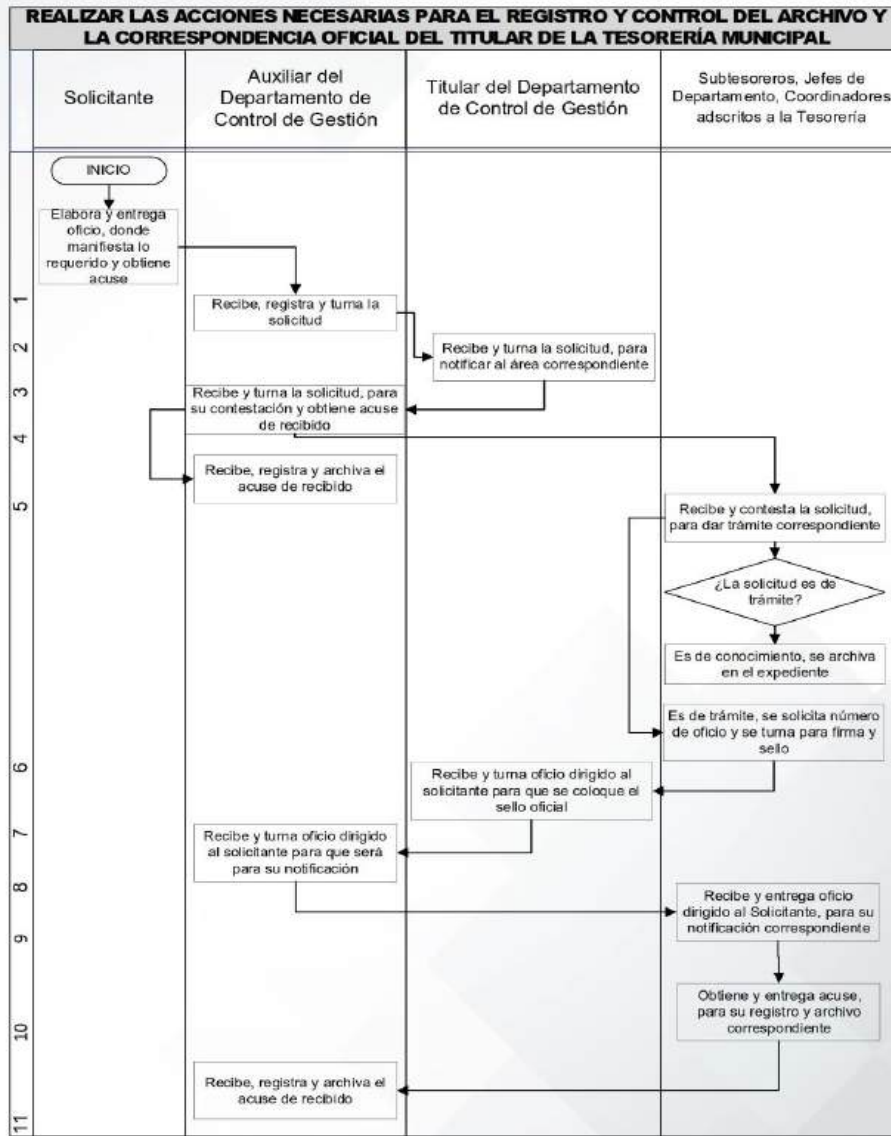 REALIZAR LAS ACCIONES NECESARIAS PARA EL REGISTRO Y CONTROL DEL ARCHIVO Y
LA CORRESPONDENCIA OFICIAL DEL TITULAR DE LA TESORERÍA MUNICIPAL
Solicitante
Auxiliar del
Departamento de
Control de Gestión
Titular del Departamento
de Control de Gestión
Subtesoreros, Jefes de
Departamento, Coordinadores
adscritos a la Tesorería
INICIO
Elabora y entrega
oficio, donde
manifiesta lo
requerido y obtiene
acuse
1
Recibe, registra y turna la
solicitud
2
Recibe y turna la solicitud, para
notificar al área correspondiente
3
Recibe y turna la solicitud, para
su contestación y obtiene acuse
de recibido
4
Recibe, registra y archiva el
acuse de recibido
5
Recibe y contesta la solicitud,
para dar trámite correspondiente
¿La solicitud es de
trámite?
Es de conocimiento, se archiva
en el expediente
Es de trámite, se solicita número
de oficio y se turna para firma y
sello
6
Recibe y turna oficio dirigido al
solicitante para que se coloque el
sello oficial
7
Recibe y turna oficio dirigido
al solicitante para que será
para su notificación
8
Recibe y entrega oficio
dirigido al Solicitante, para su
notificación correspondiente
9
Obtiene y entrega acuse,
para su registro y archivo
correspondiente
10
Recibe, registra y archiva el
acuse de recibido
11